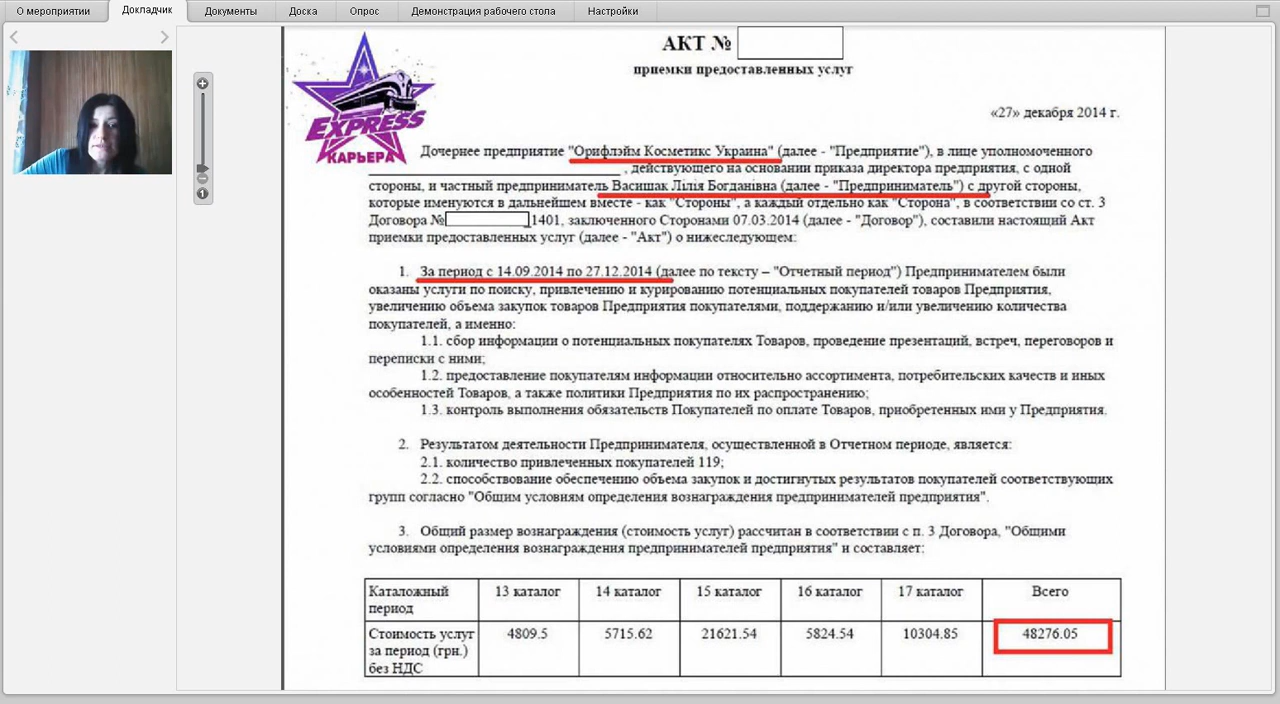 О мероприятии
Докладчик
Документы
Доска
Опрос
Демонстрация рабочего стола
Настройки
EXPRESS
КАРЬЕРА
АКТ №
приемки предоставленных услуг
«27» декабря 2014 г.
Дочернее предприятие "Орифлэйм Косметикс Украина" (далее - "Предприятие"), в лице уполномоченного
, действующего на основании приказа директора предприятия, с одной
стороны, и частный предприниматель Васишак Лілія Богданівна (далее - "Предприниматель") с другой стороны,
которые именуются в дальнейшем вместе - как "Стороны", а каждый отдельно как "Сторона", в соответствии со ст. 3
Договора № 1401, заключенного Сторонами 07.03.2014 (далее - "Договор"), составили настоящий Акт
приемки предоставленных услуг (далее - "Акт") о нижеследующем:
1. За период с 14.09.2014 по 27.12.2014 (далее по тексту – "Отчетный период") Предпринимателем были
оказаны услуги по поиску, привлечению и курированию потенциальных покупателей товаров Предприятия,
увеличению объема закупок товаров Предприятия покупателями, поддержанию и/или увеличению количества
покупателей, а именно:
1.1. сбор информации о потенциальных покупателях Товаров, проведение презентаций, встреч, переговоров и
переписки с ними;
1.2. предоставление покупателям информации относительно ассортимента, потребительских качеств и иных
особенностей Товаров, а также политики Предприятия по их распространению;
1.3. контроль выполнения обязательств Покупателей по оплате Товаров, приобретенных ими у Предприятия.
2. Результатом деятельности Предпринимателя, осуществленной в Отчетном периоде, является:
2.1. количество привлеченных покупателей 119;
2.2. способствование обеспечению объема закупок и достигнутых результатов покупателей соответствующих
групп согласно "Общим условиям определения вознаграждения предпринимателей предприятия".
3. Общий размер вознаграждения (стоимость услуг) рассчитан в соответствии с п. 3 Договора, "Общими
условиями определения вознаграждения предпринимателей предприятия" и составляет:
Каталожный период 13 каталог 14 каталог 15 каталог 16 каталог 17 каталог Всего
Стоимость услуг за период (грн.) без НДС 4809.5 5715.62 21621.54 5824.54 10304.85 48276.05